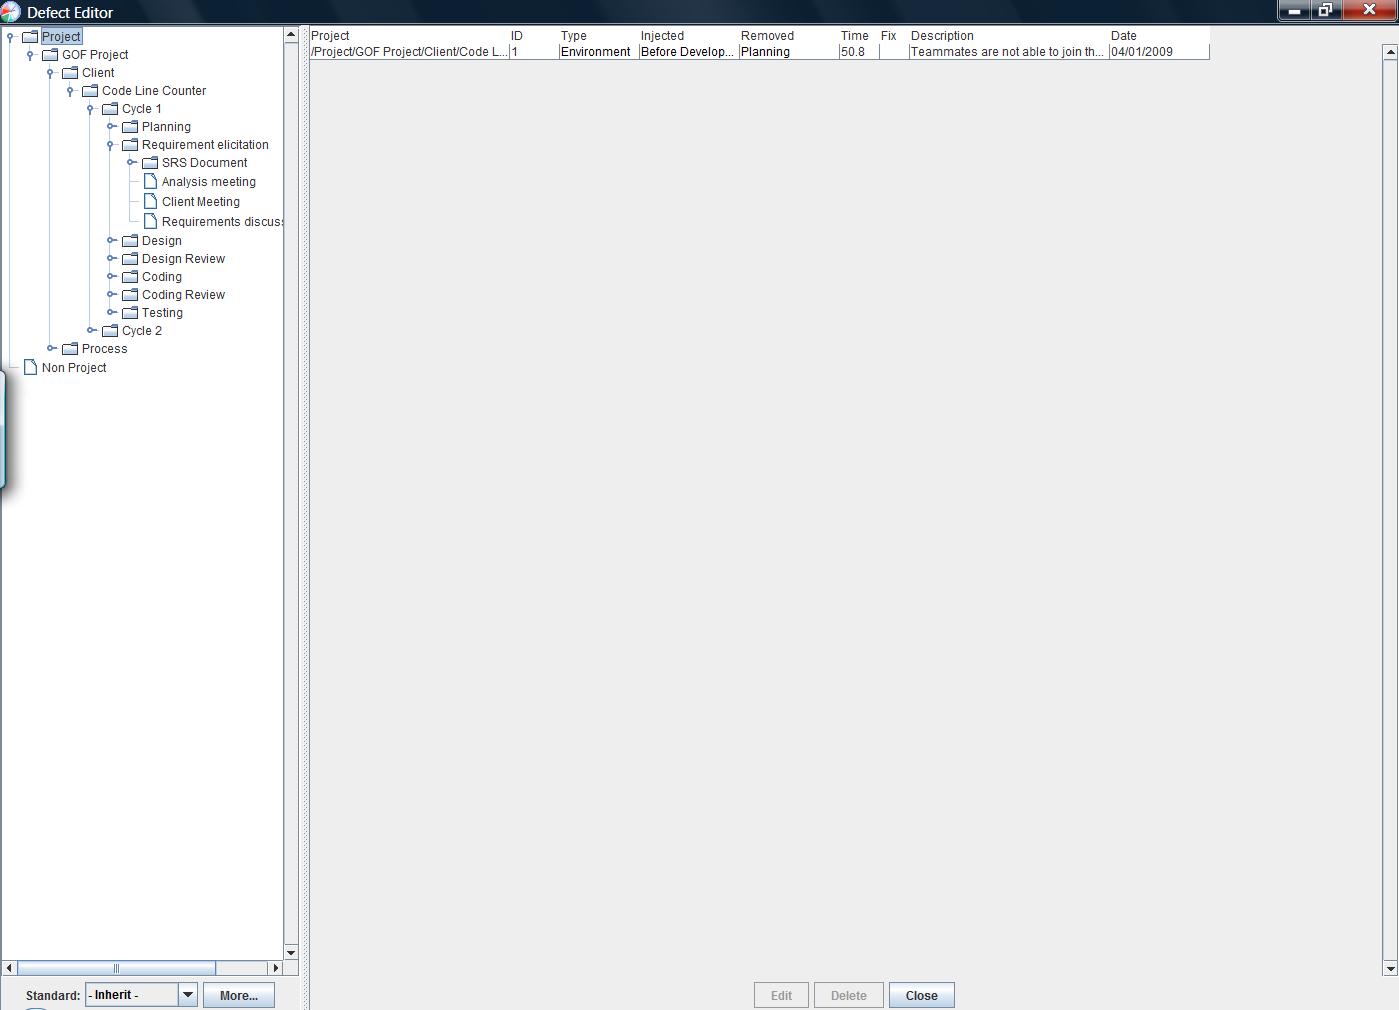 Defect Editor
Project
GOF Project
Client
Code Line Counter
Cycle 1
Planning
Requirement elicitation
SRS Document
Analysis meeting
Client Meeting
Requirements discus
Design
Design Review
Coding
Coding Review
Testing
Cycle 2
Process
Non Project
Standard: - Inherit - More...
Project ID Type Injected Removed Time Fix Description Date
/Project/GOF Project/Client/Code L... 1 Environment Before Develop... Planning 50.8 Teammates are not able to join th... 04/01/2009
Edit Delete Close